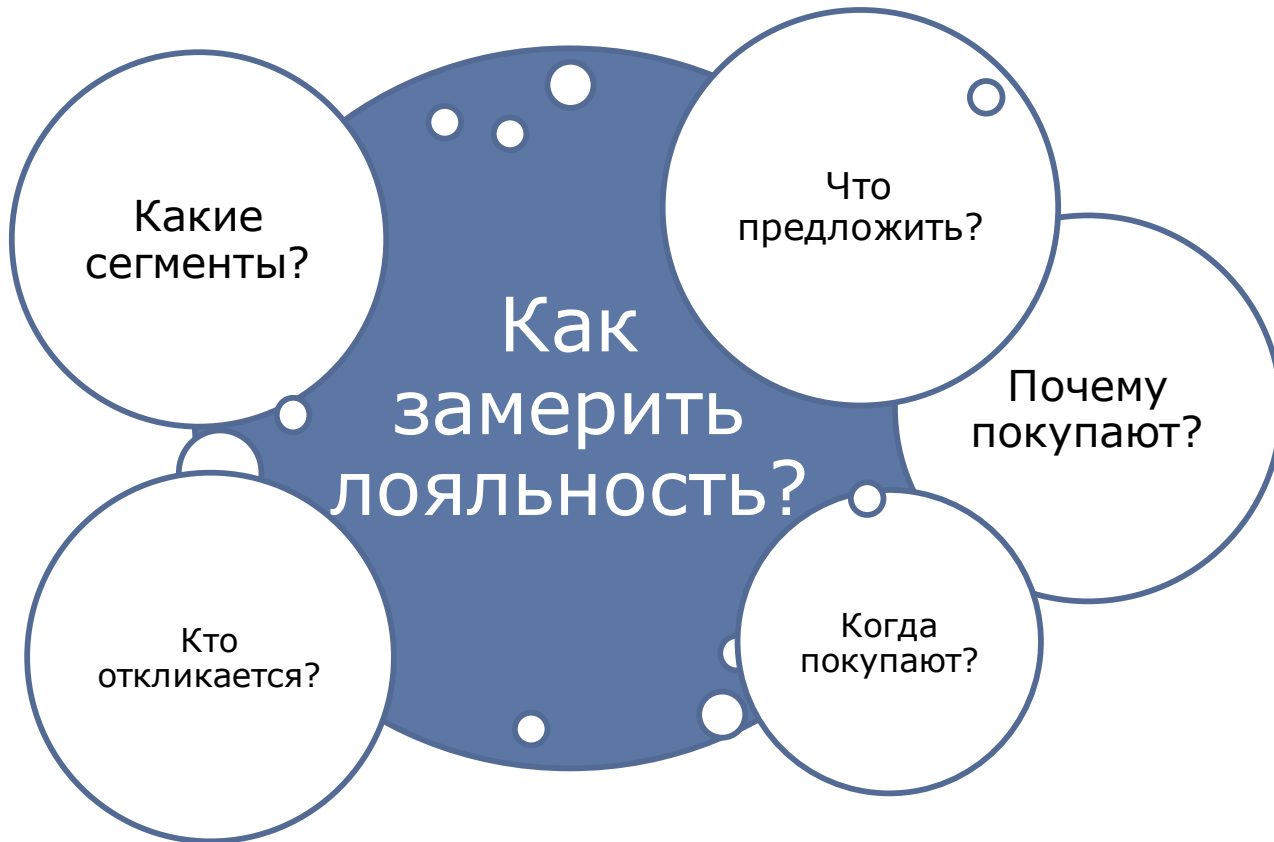 Какие
сегменты?
Что
предложить?
Как
замерить
лояльность?
Почему
покупают?
Кто
откликается?
Когда
покупают?